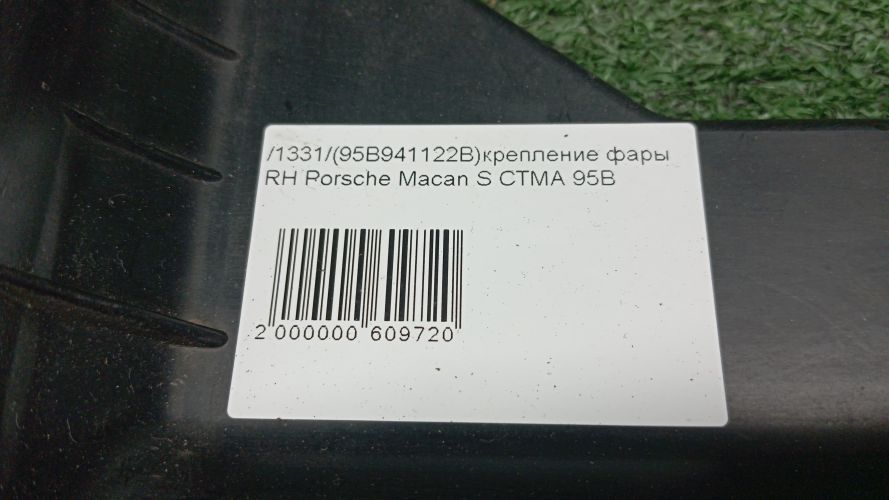 /1331/(95B941122B)крепление фары
RH Porsche Macan S CTMA 95B
2 000000 609720